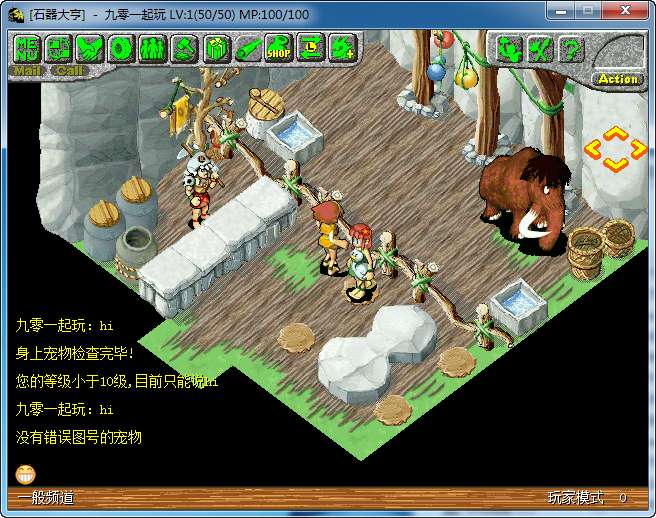 [石器大亨] - 九零一起玩 LV:1(50/50) MP:100/100
MENU
SHOP
Mail Call
Action
九零一起玩：hi
身上宠物检查完毕！
您的等级小于10级,目前只能说hi
九零一起玩：hi
没有错误图号的宠物
一般频道
玩家模式 0